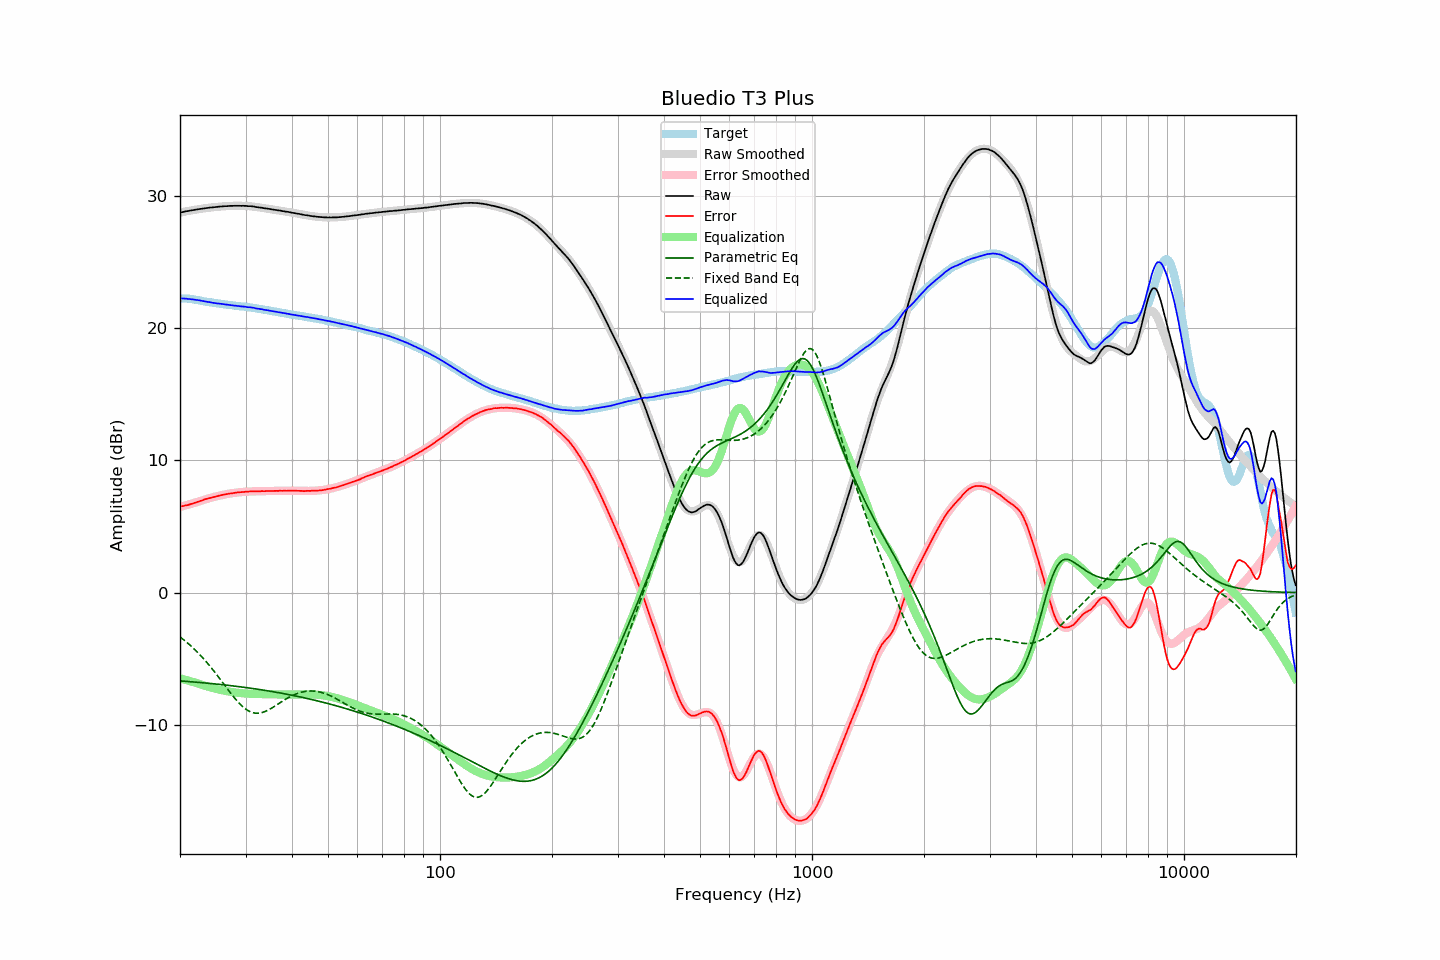 Bluedio T3 Plus
Target
Raw Smoothed
Error Smoothed
Raw
Error
Equalization
Parametric Eq
Fixed Band Eq
Equalized
30
20
10
0
−10
Amplitude (dBr)
100
1000
10000
Frequency (Hz)